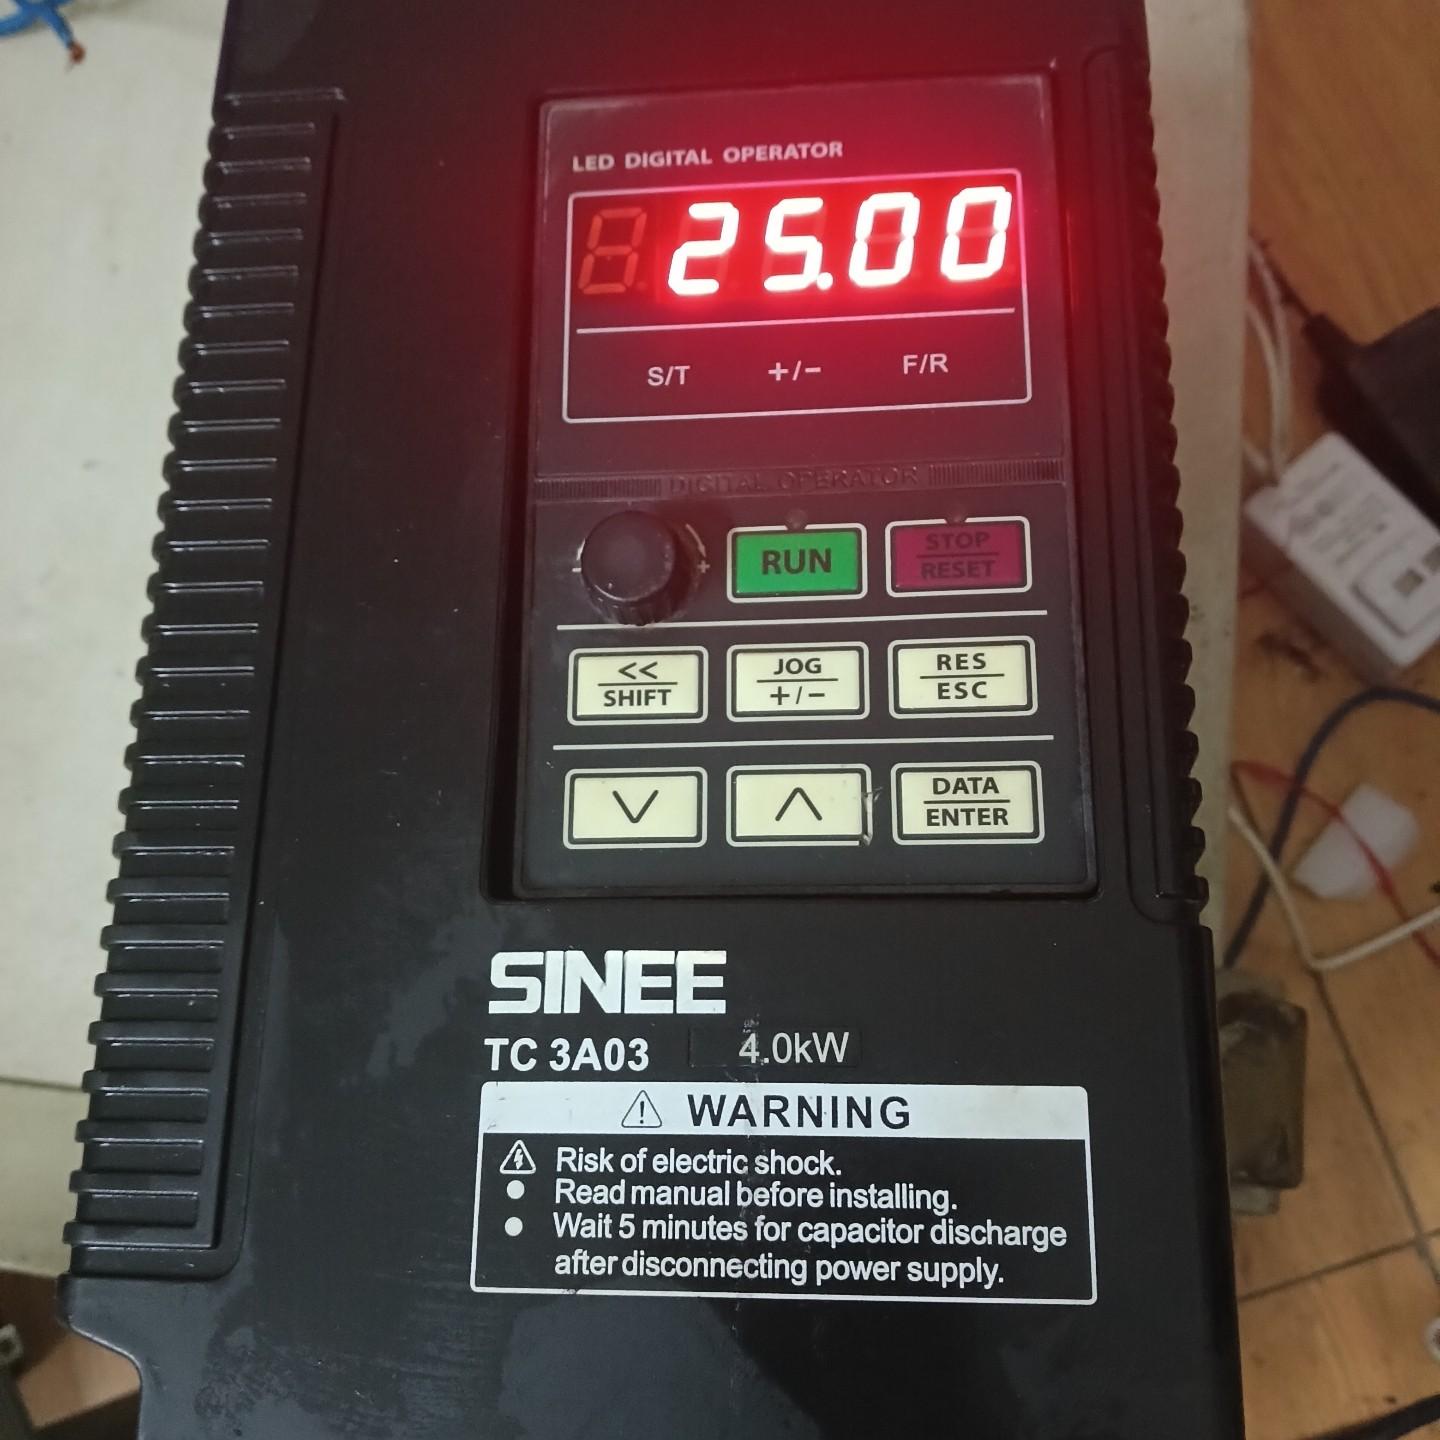 LED DIGITAL OPERATOR
25.00
S/T +/- F/R
DIGITAL OPERATOR
- +
RUN
STOP
RESET
<<
SHIFT
JOG
+/-
RES
ESC
DATA
ENTER
SINEE
TC 3A03 4.0kW
WARNING
Risk of electric shock.
Read manual before installing.
Wait 5 minutes for capacitor discharge
after disconnecting power supply.